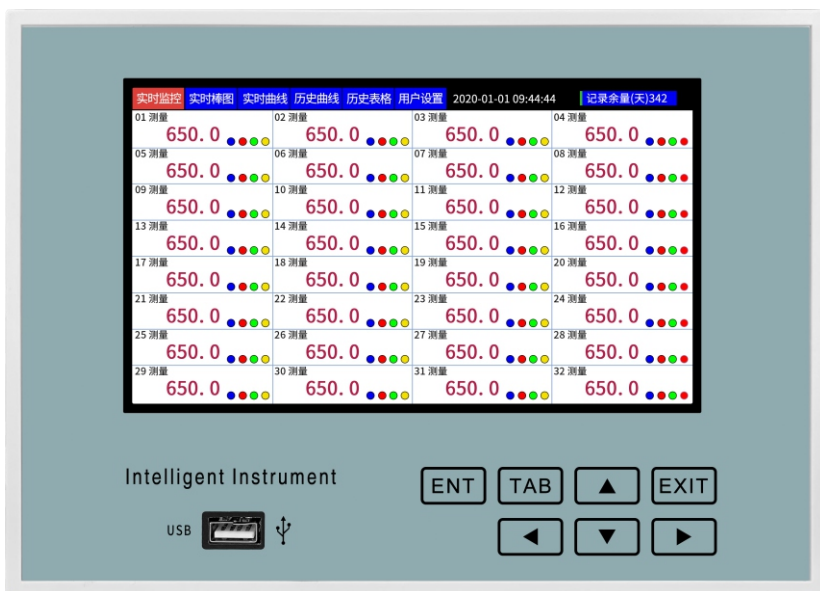 实时监控 实时棒图 实时曲线 历史曲线 历史表格 用户设置 2020-01-01 09:44:44 记录余量(天)342
01 测量 02 测量 03 测量 04 测量
650.0 650.0 650.0 650.0
05 测量 06 测量 07 测量 08 测量
650.0 650.0 650.0 650.0
09 测量 10 测量 11 测量 12 测量
650.0 650.0 650.0 650.0
13 测量 14 测量 15 测量 16 测量
650.0 650.0 650.0 650.0
17 测量 18 测量 19 测量 20 测量
650.0 650.0 650.0 650.0
21 测量 22 测量 23 测量 24 测量
650.0 650.0 650.0 650.0
25 测量 26 测量 27 测量 28 测量
650.0 650.0 650.0 650.0
29 测量 30 测量 31 测量 32 测量
650.0 650.0 650.0 650.0
Intelligent Instrument
ENT TAB EXIT
USB